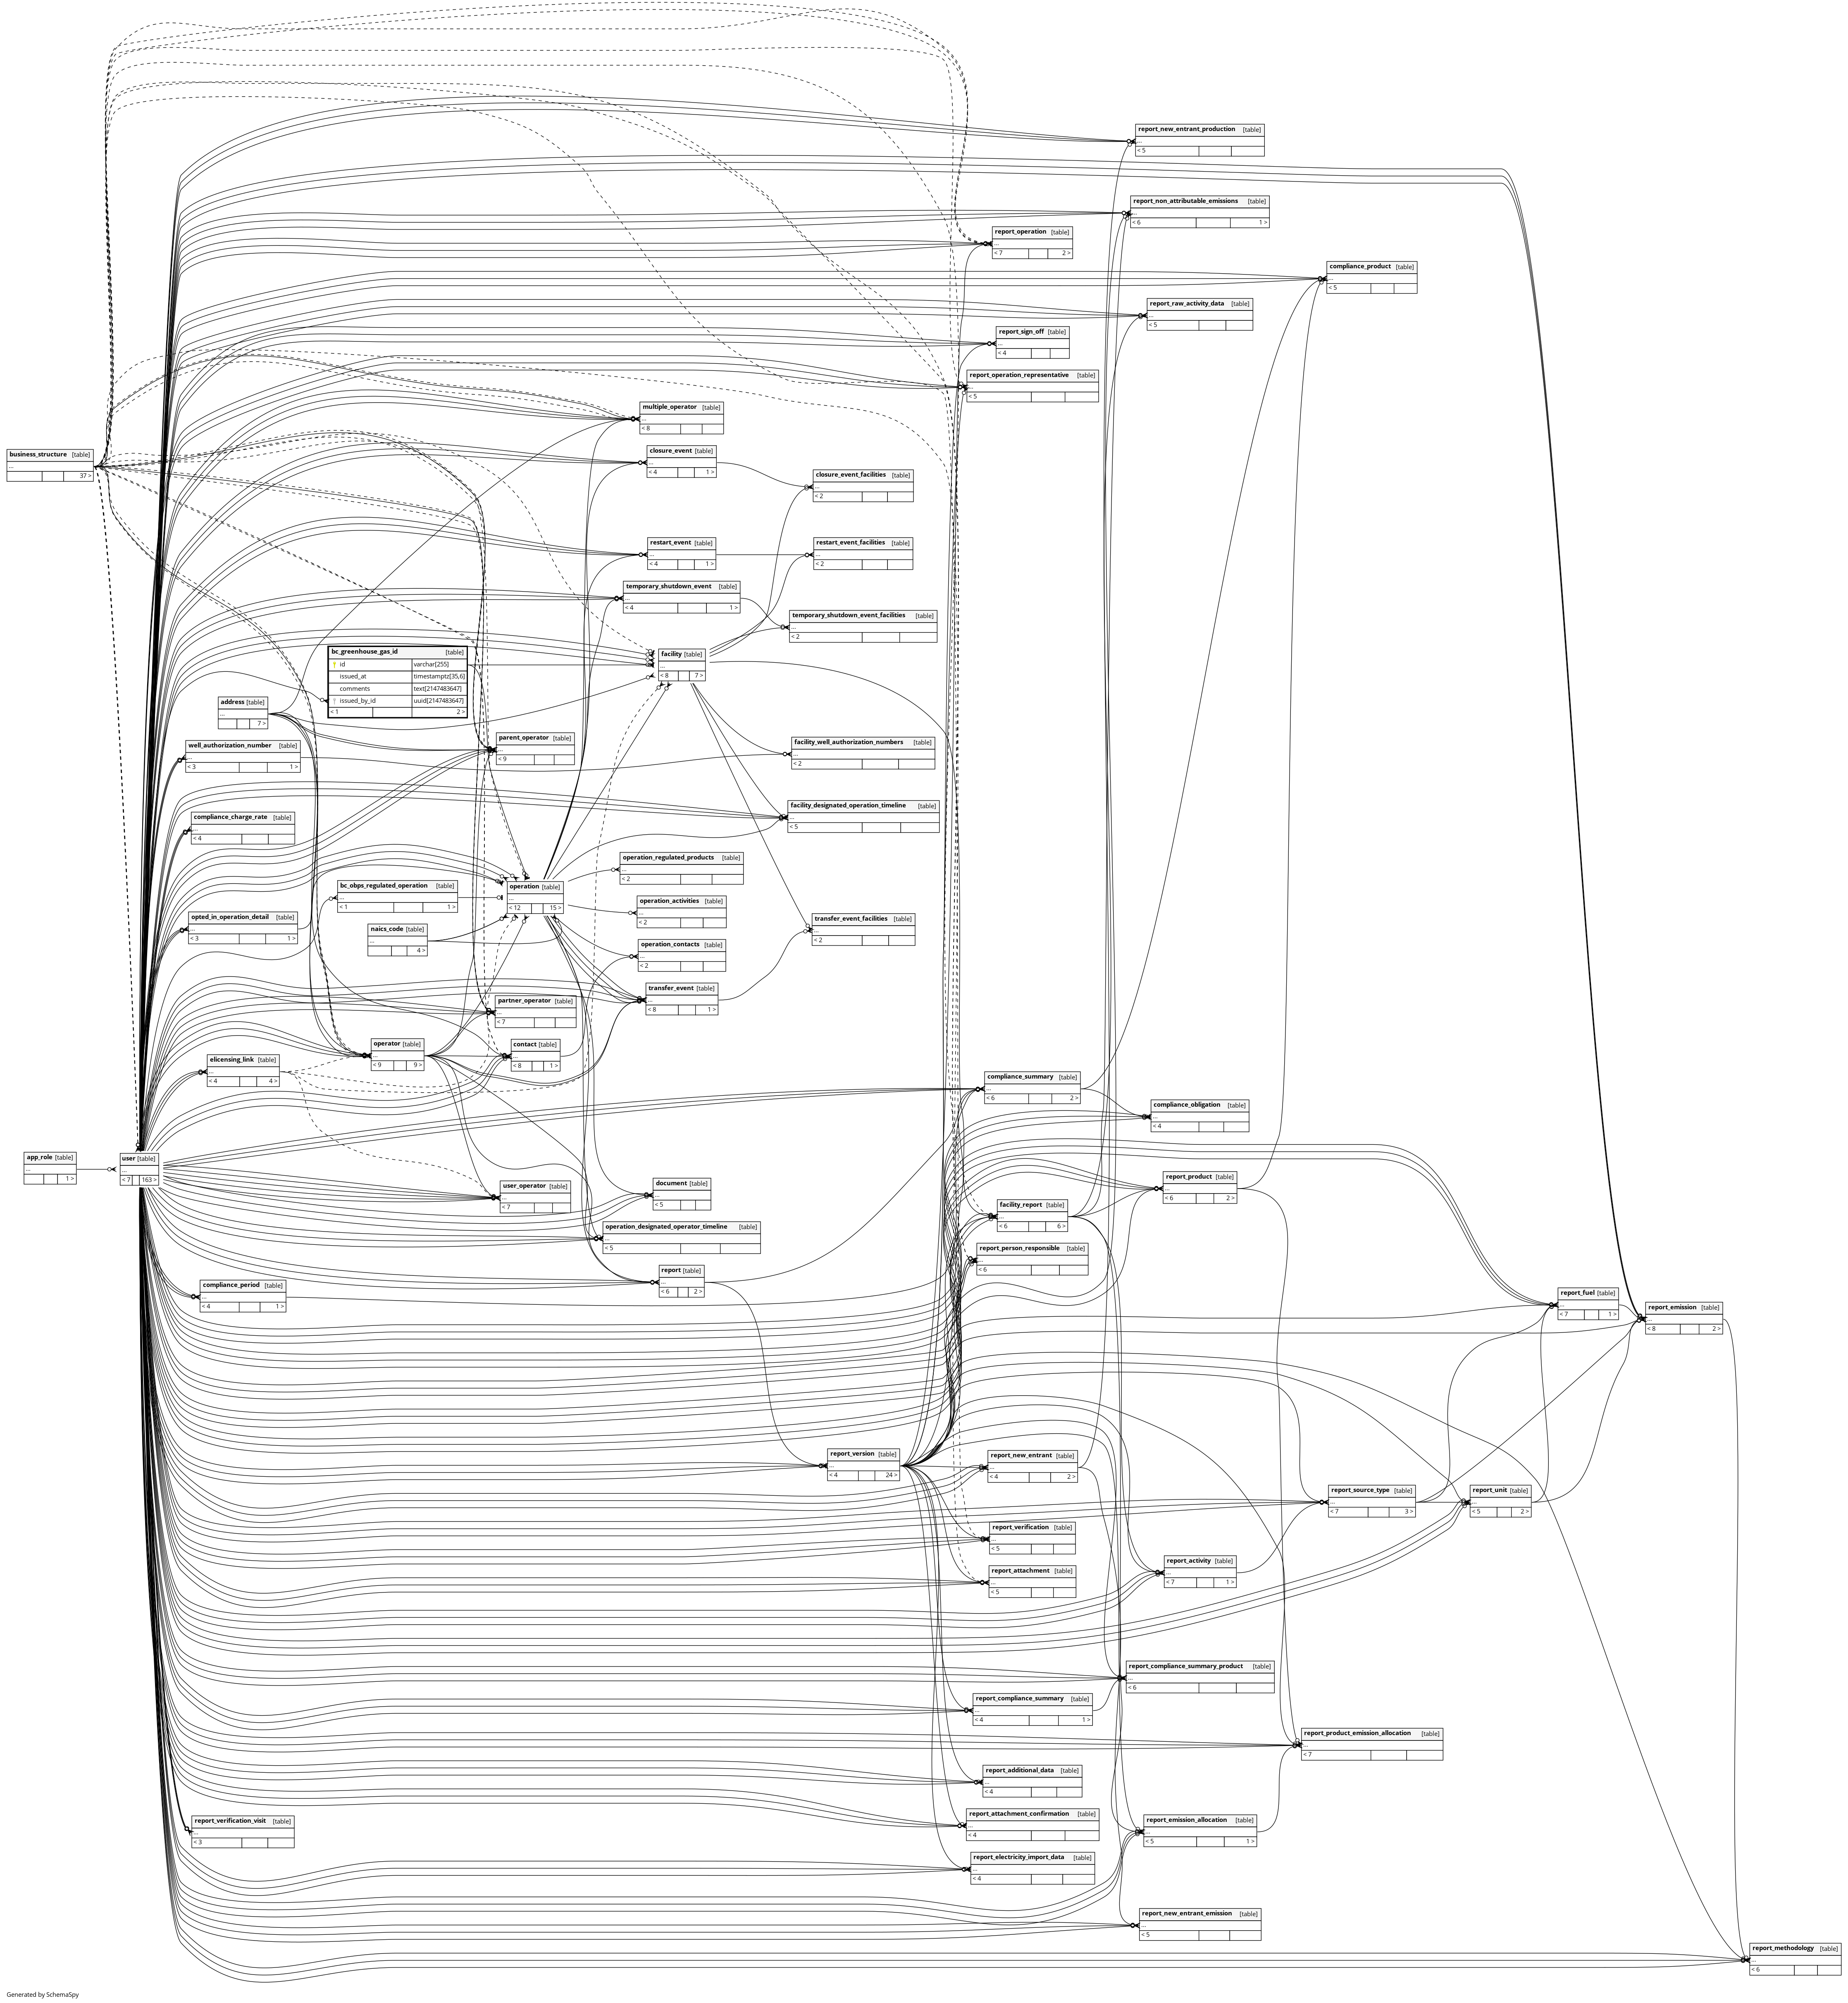 report_new_entrant_production [table]
...
< 5
report_non_attributable_emissions [table]
...
< 6 1 >
report_operation [table]
...
< 7 2 >
compliance_product [table]
...
< 5
report_raw_activity_data [table]
...
< 5
report_sign_off [table]
...
< 4
report_operation_representative [table]
...
< 5
multiple_operator [table]
...
< 8
business_structure [table]
...
37 >
closure_event [table]
...
< 4 1 >
closure_event_facilities [table]
...
< 2
restart_event [table]
...
< 4 1 >
restart_event_facilities [table]
...
< 2
temporary_shutdown_event [table]
...
< 4 1 >
temporary_shutdown_event_facilities [table]
...
< 2
bc_greenhouse_gas_id [table]
id varchar[255]
issued_at timestamptz[35,6]
comments text[2147483647]
issued_by_id uuid[2147483647]
< 1 2 >
facility [table]
...
< 8 7 >
address [table]
...
7 >
well_authorization_number [table]
...
< 3 1 >
parent_operator [table]
...
< 9
facility_well_authorization_numbers [table]
...
< 2
facility_designated_operation_timeline [table]
...
< 5
compliance_charge_rate [table]
...
< 4
operation_regulated_products [table]
...
< 2
bc_obps_regulated_operation [table]
...
< 1 1 >
operation [table]
...
< 12 15 >
operation_activities [table]
...
< 2
opted_in_operation_detail [table]
...
< 3 1 >
naics_code [table]
...
4 >
transfer_event_facilities [table]
...
< 2
operation_contacts [table]
...
< 2
transfer_event [table]
...
< 8 1 >
partner_operator [table]
...
< 7
operator [table]
...
< 9 9 >
contact [table]
...
< 8 1 >
elicensing_link [table]
...
< 4 4 >
compliance_summary [table]
...
< 6 2 >
compliance_obligation [table]
...
< 4
app_role [table]
...
1 >
user [table]
...
< 7 163 >
user_operator [table]
...
< 7
document [table]
...
< 5
report_product [table]
...
< 6 2 >
facility_report [table]
...
< 6 6 >
operation_designated_operator_timeline [table]
...
< 5
report_person_responsible [table]
...
< 6
report [table]
...
< 6 2 >
compliance_period [table]
...
< 4 1 >
report_fuel [table]
...
< 7 1 >
report_emission [table]
...
< 8 2 >
report_version [table]
...
< 4 24 >
report_new_entrant [table]
...
< 4 2 >
report_source_type [table]
...
< 7 3 >
report_unit [table]
...
< 5 2 >
report_verification [table]
...
< 5
report_activity [table]
...
< 7 1 >
report_attachment [table]
...
< 5
report_compliance_summary_product [table]
...
< 6
report_compliance_summary [table]
...
< 4 1 >
report_product_emission_allocation [table]
...
< 7
report_additional_data [table]
...
< 4
report_attachment_confirmation [table]
...
< 4
report_verification_visit [table]
...
< 3
report_emission_allocation [table]
...
< 5 1 >
report_electricity_import_data [table]
...
< 4
report_new_entrant_emission [table]
...
< 5
report_methodology [table]
...
< 6
Generated by SchemaSpy